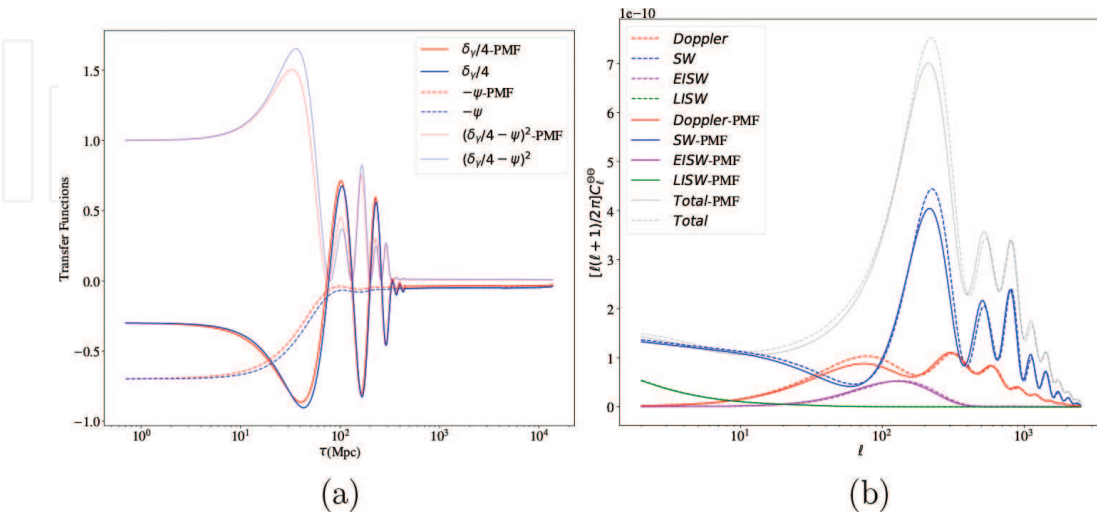 δγ/4-PMF
δγ/4
−ψ-PMF
−ψ
(δγ/4 − ψ)²-PMF
(δγ/4 − ψ)²
1.5
1.0
0.5
0.0
−0.5
−1.0
Transfer Functions
10⁰
10¹
10²
10³
10⁴
τ(Mpc)
(a)
1e−10
Doppler
SW
EISW
LISW
Doppler-PMF
SW-PMF
EISW-PMF
LISW-PMF
Total-PMF
Total
7
6
5
4
3
2
1
0
[ℓ(ℓ + 1)/2π]Cℓ^ΘΘ
10¹
10²
10³
ℓ
(b)